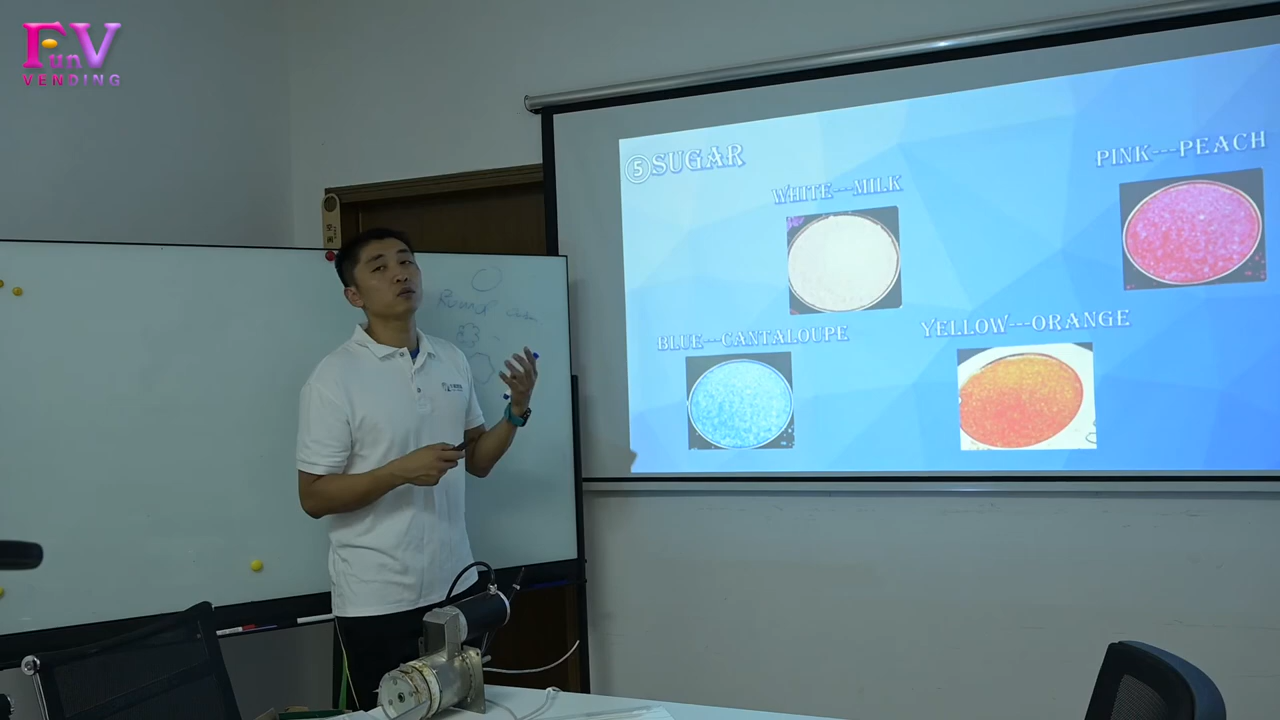 FunV
VENDING
⑤SUGAR
WHITE---MILK
PINK---PEACH
BLUE---CANTALOUPE
YELLOW---ORANGE